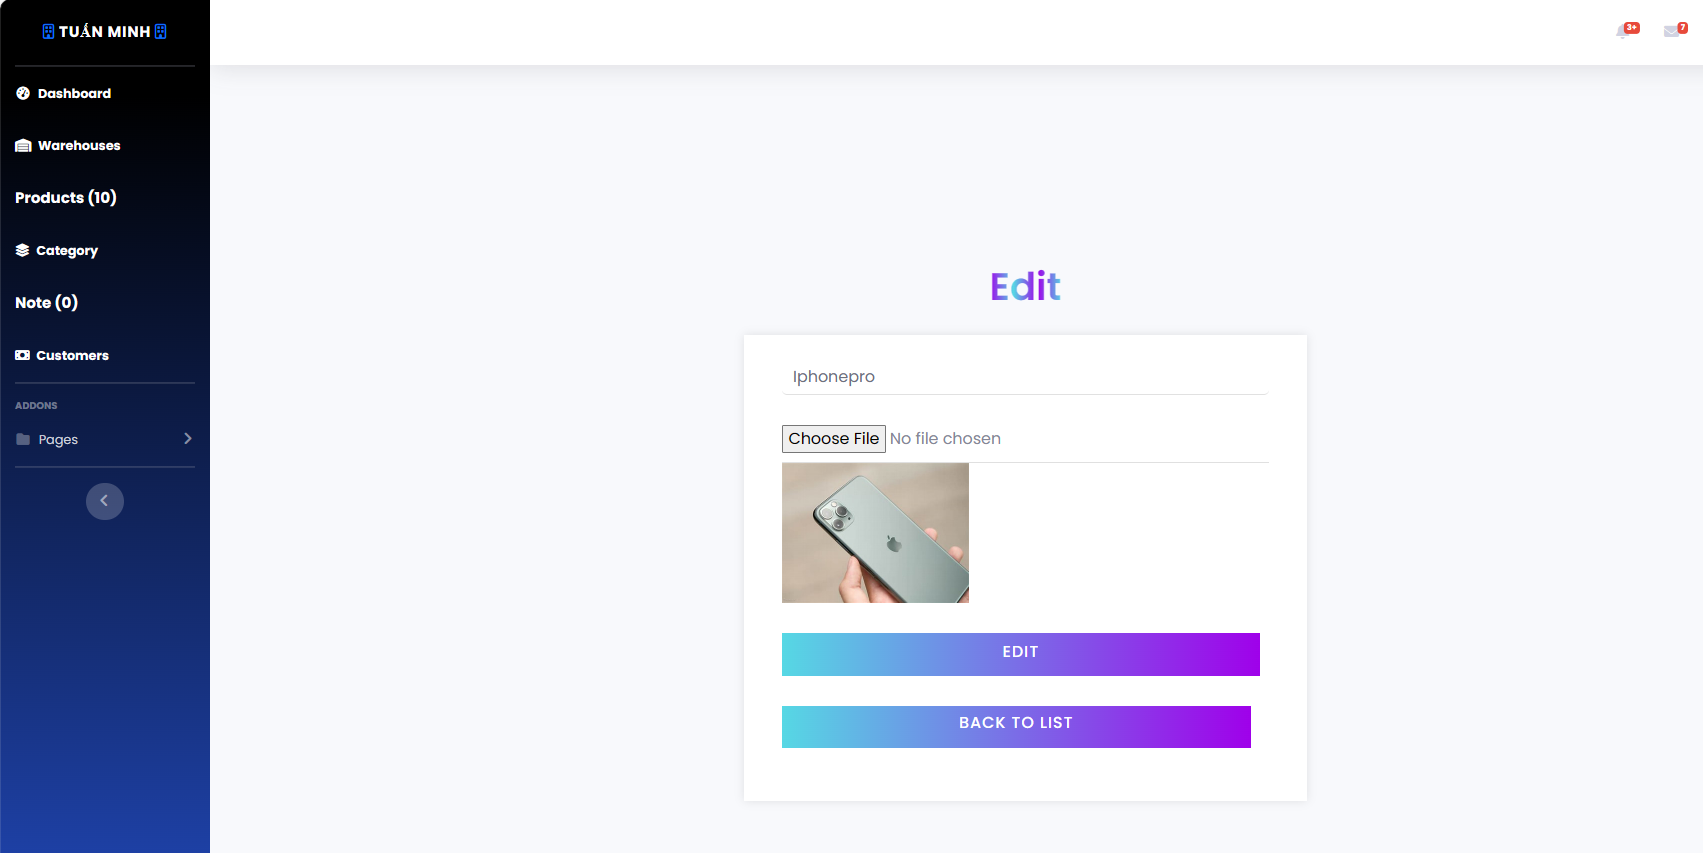 TUẤN MINH
3+
7
Dashboard
Warehouses
Products (10)
Category
Note (0)
Customers
ADDONS
Pages
Edit
Iphonepro
Choose File No file chosen
EDIT
BACK TO LIST